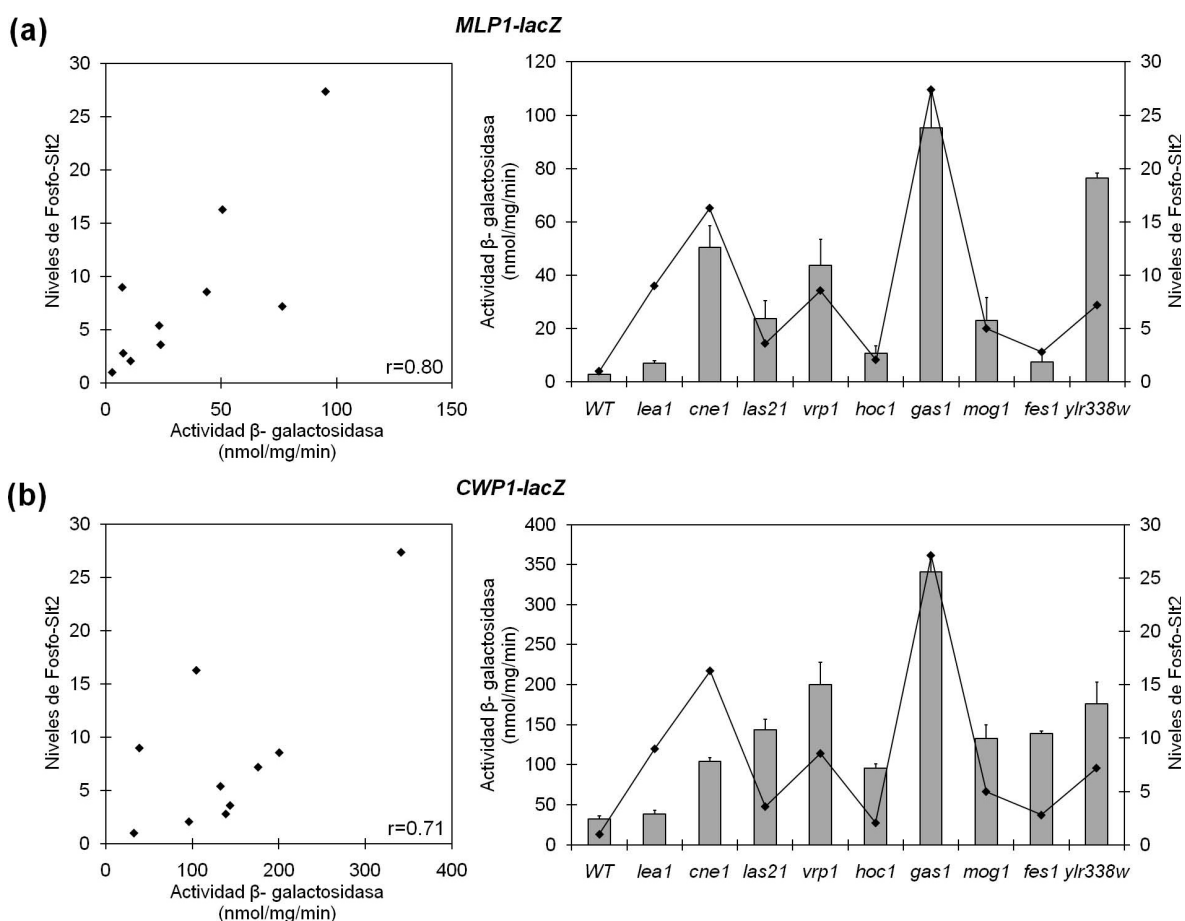 (a)
MLP1-lacZ
30
25
20
15
10
5
0
Niveles de Fosfo-Slt2
r=0.80
0 50 100 150
Actividad β- galactosidasa
(nmol/mg/min)
120
100
80
60
40
20
0
Actividad β- galactosidasa
(nmol/mg/min)
30
25
20
15
10
5
0
Niveles de Fosfo-Slt2
WT lea1 cne1 las21 vrp1 hoc1 gas1 mog1 fes1 ylr338w
(b)
CWP1-lacZ
30
25
20
15
10
5
0
Niveles de Fosfo-Slt2
r=0.71
0 100 200 300 400
Actividad β- galactosidasa
(nmol/mg/min)
400
350
300
250
200
150
100
50
0
Actividad β- galactosidasa
(nmol/mg/min)
30
25
20
15
10
5
0
Niveles de Fosfo-Slt2
WT lea1 cne1 las21 vrp1 hoc1 gas1 mog1 fes1 ylr338w